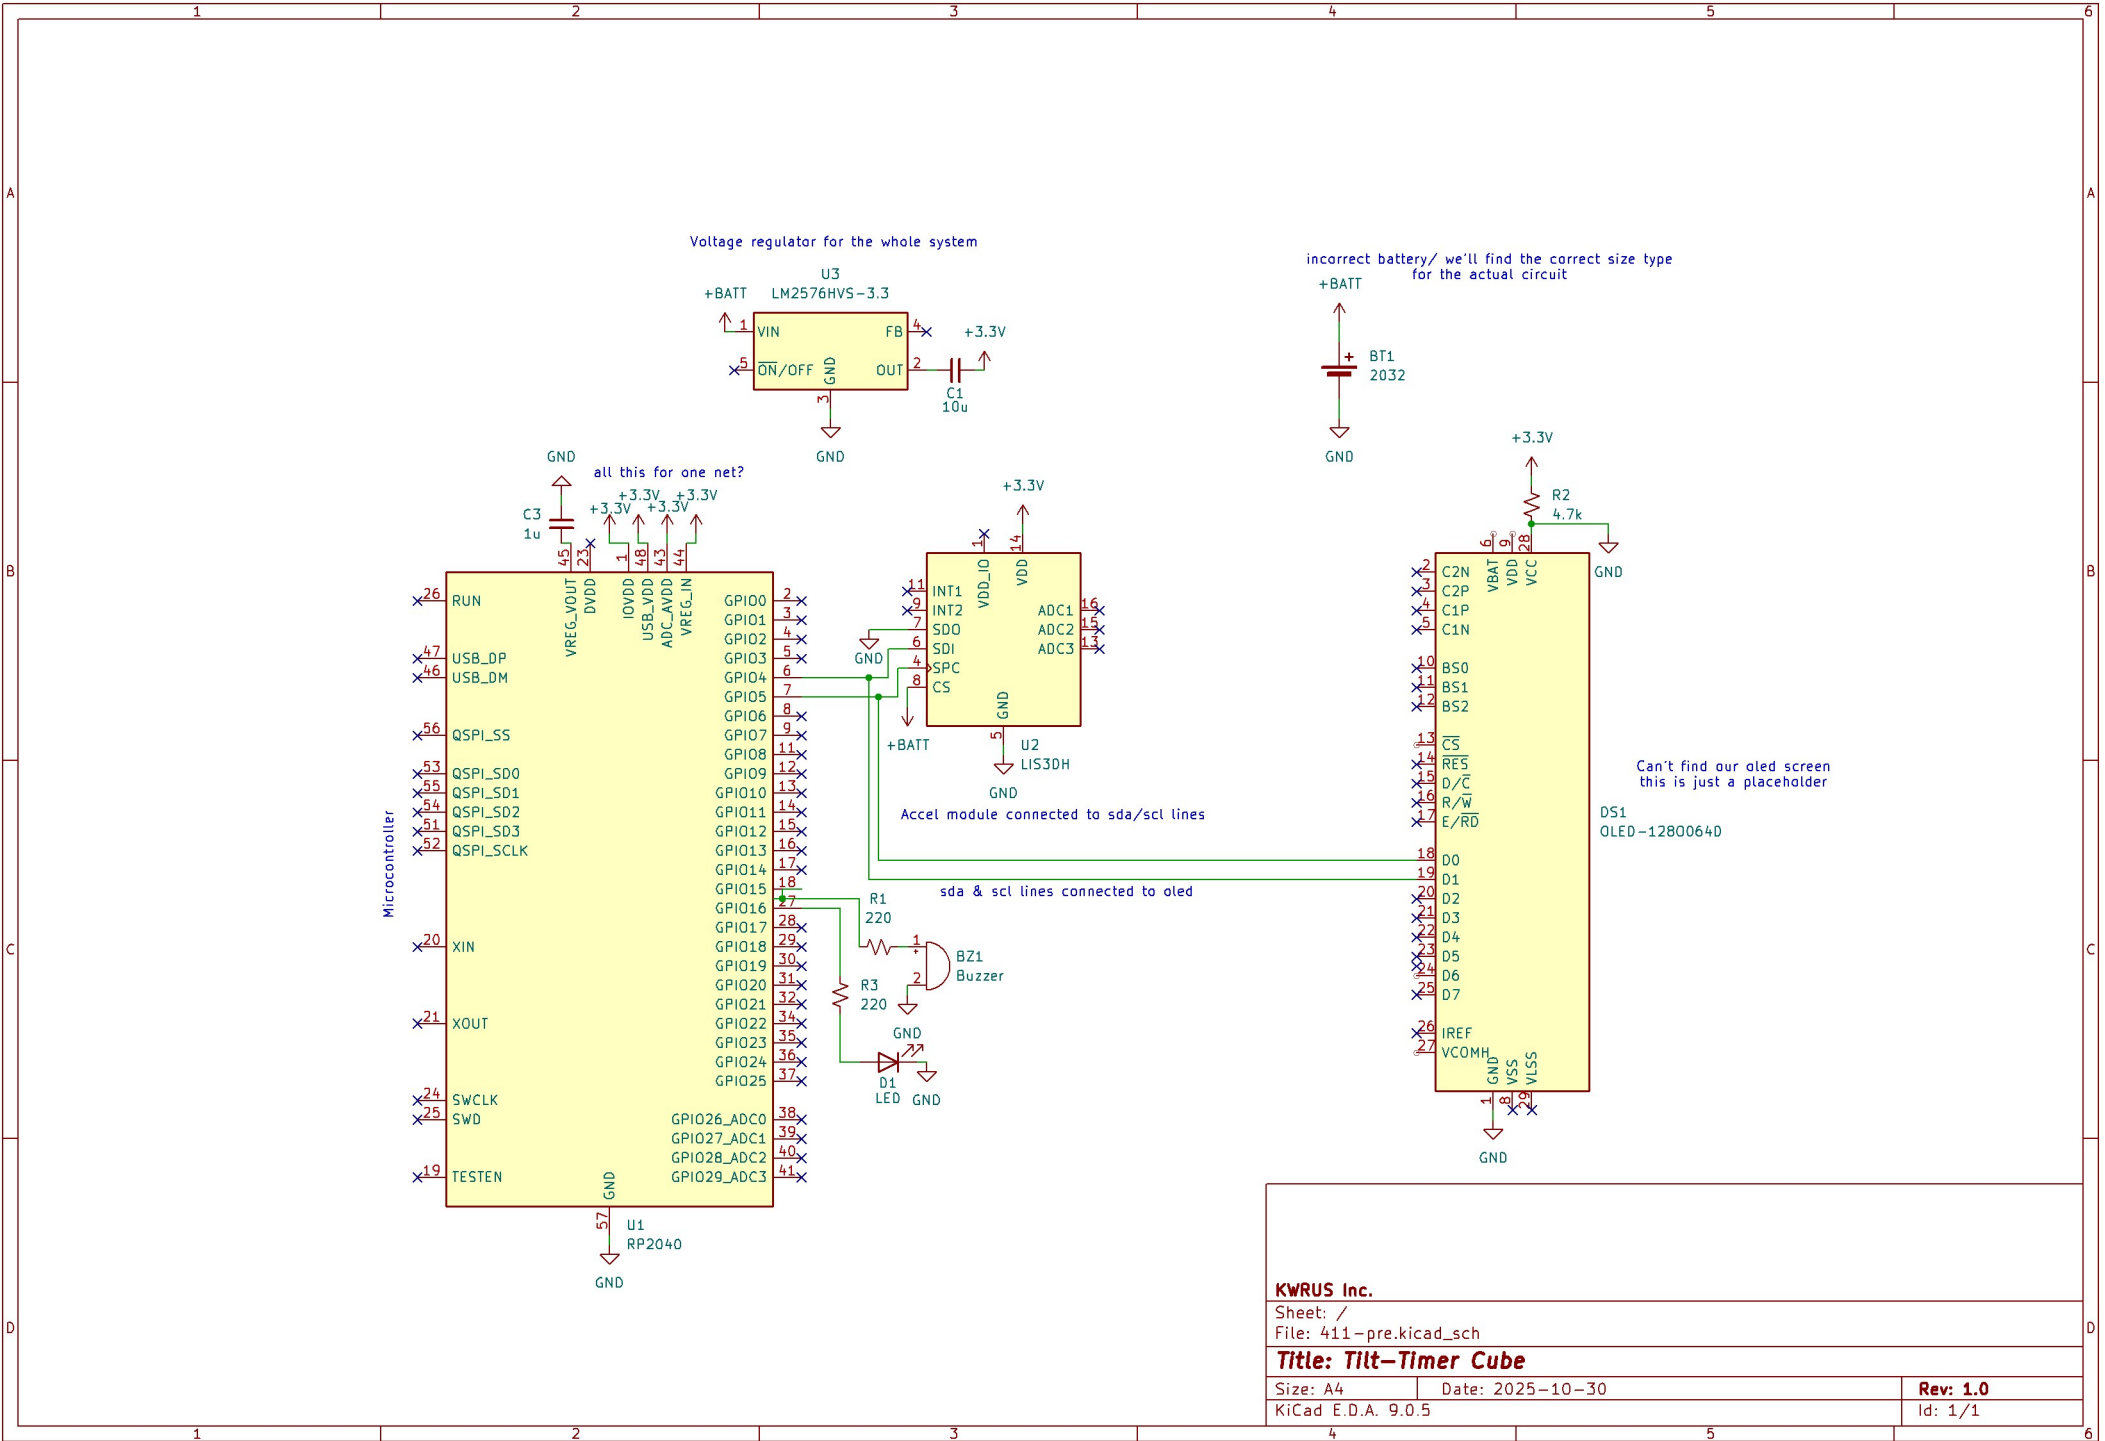 1 2 3 4 5 6
A
B
C
D
A
B
C
D
1 2 3 4 5 6
Voltage regulator for the whole system
U3
LM2576HVS-3.3
+BATT
1 VIN
5 ON/OFF
GND
3
FB 4
OUT 2
+3.3V
C1
10u
GND
incorrect battery/ we'll find the correct size type
for the actual circuit
+BATT
+
BT1
2032
GND
GND
all this for one net?
C3
1u
+3.3V
+3.3V
+3.3V
+3.3V
45 23 1 48 43 44
VREG_VOUT
DVDD
IOVDD
USB_VDD
ADC_AVDD
VREG_IN
Microcontroller
26 RUN
47 USB_DP
46 USB_DM
56 QSPI_SS
53 QSPI_SD0
55 QSPI_SD1
54 QSPI_SD2
51 QSPI_SD3
52 QSPI_SCLK
20 XIN
21 XOUT
24 SWCLK
25 SWD
19 TESTEN
GPIO0 2
GPIO1 3
GPIO2 4
GPIO3 5
GPIO4 6
GPIO5 7
GPIO6 8
GPIO7 9
GPIO8 11
GPIO9 12
GPIO10 13
GPIO11 14
GPIO12 15
GPIO13 16
GPIO14 17
GPIO15 18
GPIO16 27
GPIO17 28
GPIO18 29
GPIO19 30
GPIO20 31
GPIO21 32
GPIO22 34
GPIO23 35
GPIO24 36
GPIO25 37
GPIO26_ADC0 38
GPIO27_ADC1 39
GPIO28_ADC2 40
GPIO29_ADC3 41
GND
57
U1
RP2040
GND
+3.3V
1 14
VDD_IO
VDD
11 INT1
9 INT2
7 SDO
6 SDI
4 SPC
8 CS
ADC1 16
ADC2 15
ADC3 13
GND
5
GND
+BATT
U2
LIS3DH
GND
Accel module connected to sda/scl lines
sda & scl lines connected to oled
R1
220
1
+
2
BZ1
Buzzer
GND
R3
220
D1
LED
GND
+3.3V
R2
4.7k
GND
6 9 28
VBAT
VDD
VCC
2 C2N
3 C2P
4 C1P
5 C1N
10 BS0
11 BS1
12 BS2
13 CS
14 RES
15 D/C
16 R/W
17 E/RD
18 D0
19 D1
20 D2
21 D3
22 D4
23 D5
24 D6
25 D7
26 IREF
27 VCOMH
GND
VSS
VLSS
1 8 29
GND
Can't find our oled screen
this is just a placeholder
DS1
OLED-128O064D
KWRUS Inc.
Sheet: /
File: 411-pre.kicad_sch
Title: Tilt-Timer Cube
Size: A4 Date: 2025-10-30 Rev: 1.0
KiCad E.D.A. 9.0.5 Id: 1/1